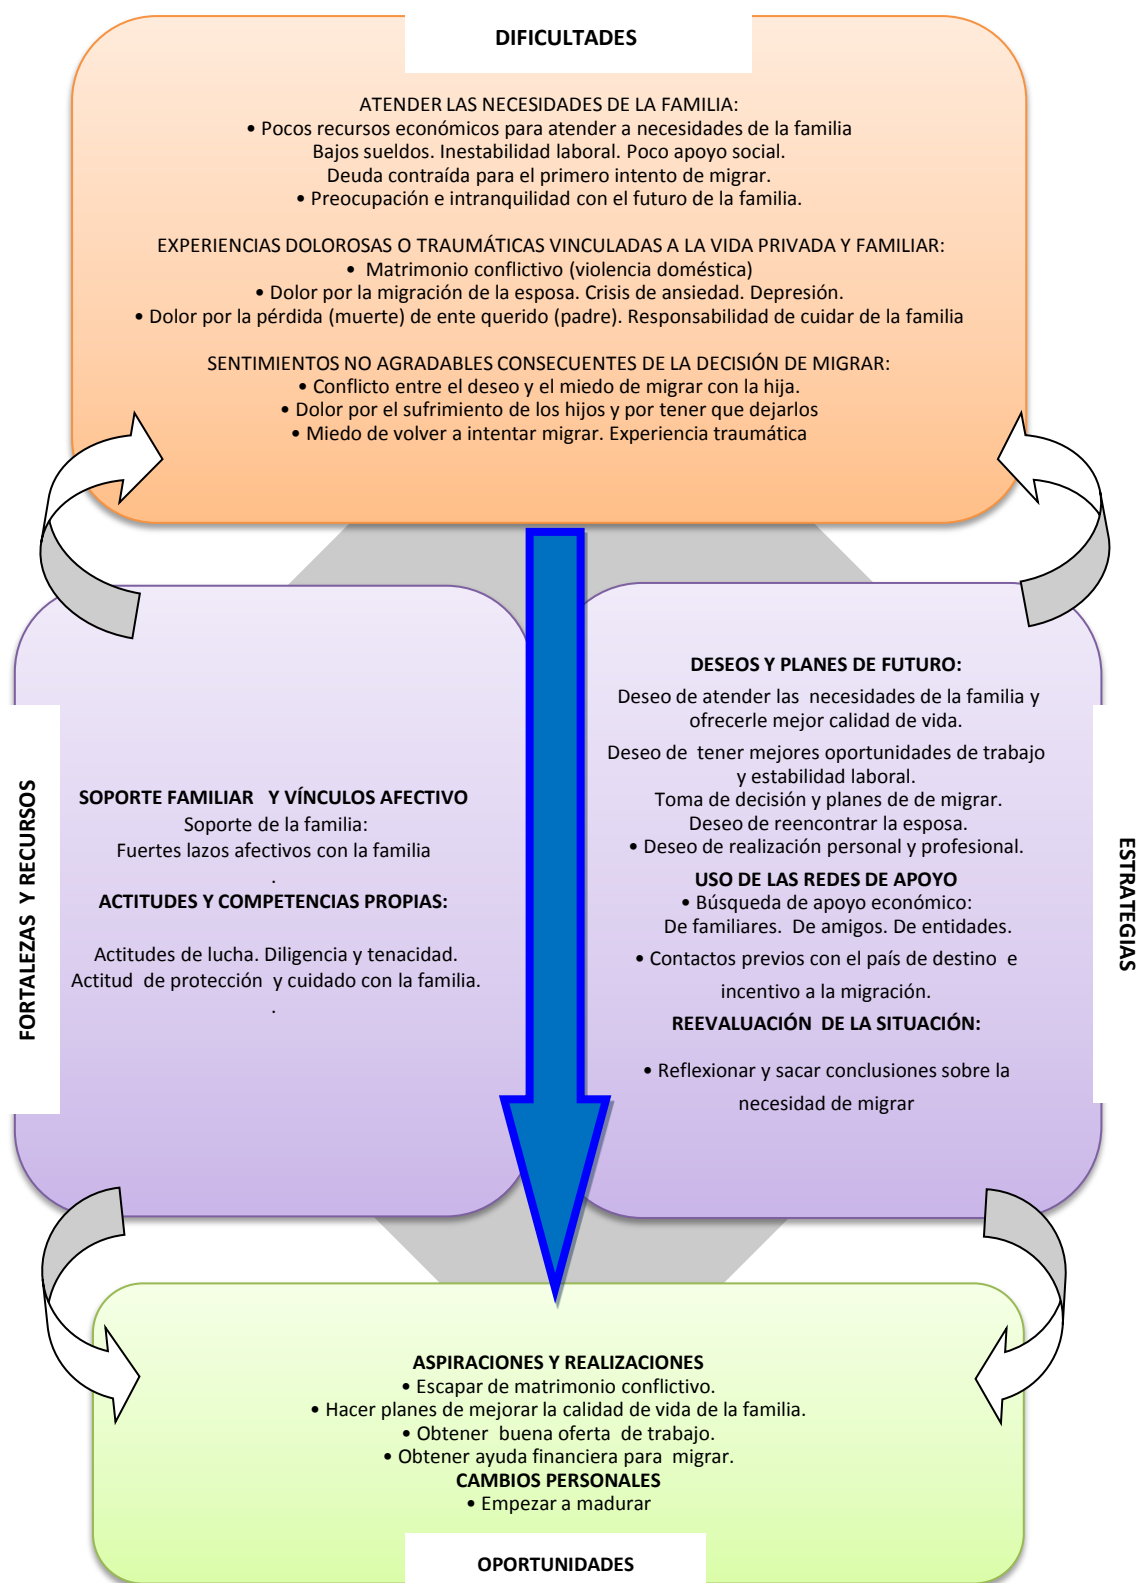 DIFICULTADES
ATENDER LAS NECESIDADES DE LA FAMILIA:
• Pocos recursos económicos para atender a necesidades de la familia
Bajos sueldos. Inestabilidad laboral. Poco apoyo social.
Deuda contraída para el primero intento de migrar.
• Preocupación e intranquilidad con el futuro de la familia.
EXPERIENCIAS DOLOROSAS O TRAUMÁTICAS VINCULADAS A LA VIDA PRIVADA Y FAMILIAR:
• Matrimonio conflictivo (violencia doméstica)
• Dolor por la migración de la esposa. Crisis de ansiedad. Depresión.
• Dolor por la pérdida (muerte) de ente querido (padre). Responsabilidad de cuidar de la familia
SENTIMIENTOS NO AGRADABLES CONSECUENTES DE LA DECISIÓN DE MIGRAR:
• Conflicto entre el deseo y el miedo de migrar con la hija.
• Dolor por el sufrimiento de los hijos y por tener que dejarlos
• Miedo de volver a intentar migrar. Experiencia traumática
FORTALEZAS Y RECURSOS
SOPORTE FAMILIAR Y VÍNCULOS AFECTIVO
Soporte de la familia:
Fuertes lazos afectivos con la familia
.
ACTITUDES Y COMPETENCIAS PROPIAS:
Actitudes de lucha. Diligencia y tenacidad.
Actitud de protección y cuidado con la familia.
.
DESEOS Y PLANES DE FUTURO:
Deseo de atender las necesidades de la familia y
ofrecerle mejor calidad de vida.
Deseo de tener mejores oportunidades de trabajo
y estabilidad laboral.
Toma de decisión y planes de de migrar.
Deseo de reencontrar la esposa.
• Deseo de realización personal y profesional.
USO DE LAS REDES DE APOYO
• Búsqueda de apoyo económico:
De familiares. De amigos. De entidades.
• Contactos previos con el país de destino e
incentivo a la migración.
REEVALUACIÓN DE LA SITUACIÓN:
• Reflexionar y sacar conclusiones sobre la
necesidad de migrar
ESTRATEGIAS
ASPIRACIONES Y REALIZACIONES
• Escapar de matrimonio conflictivo.
• Hacer planes de mejorar la calidad de vida de la familia.
• Obtener buena oferta de trabajo.
• Obtener ayuda financiera para migrar.
CAMBIOS PERSONALES
• Empezar a madurar
OPORTUNIDADES